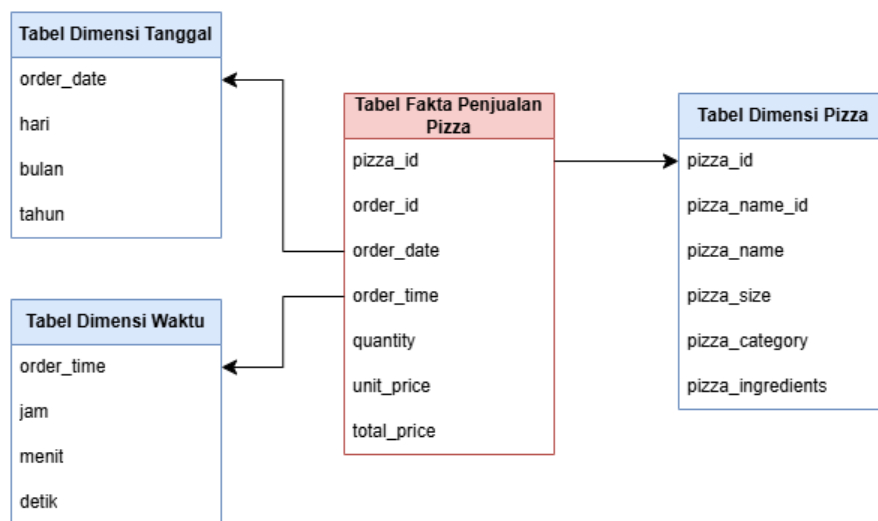 Tabel Dimensi Tanggal
order_date
hari
bulan
tahun
Tabel Dimensi Waktu
order_time
jam
menit
detik
Tabel Fakta Penjualan
Pizza
pizza_id
order_id
order_date
order_time
quantity
unit_price
total_price
Tabel Dimensi Pizza
pizza_id
pizza_name_id
pizza_name
pizza_size
pizza_category
pizza_ingredients